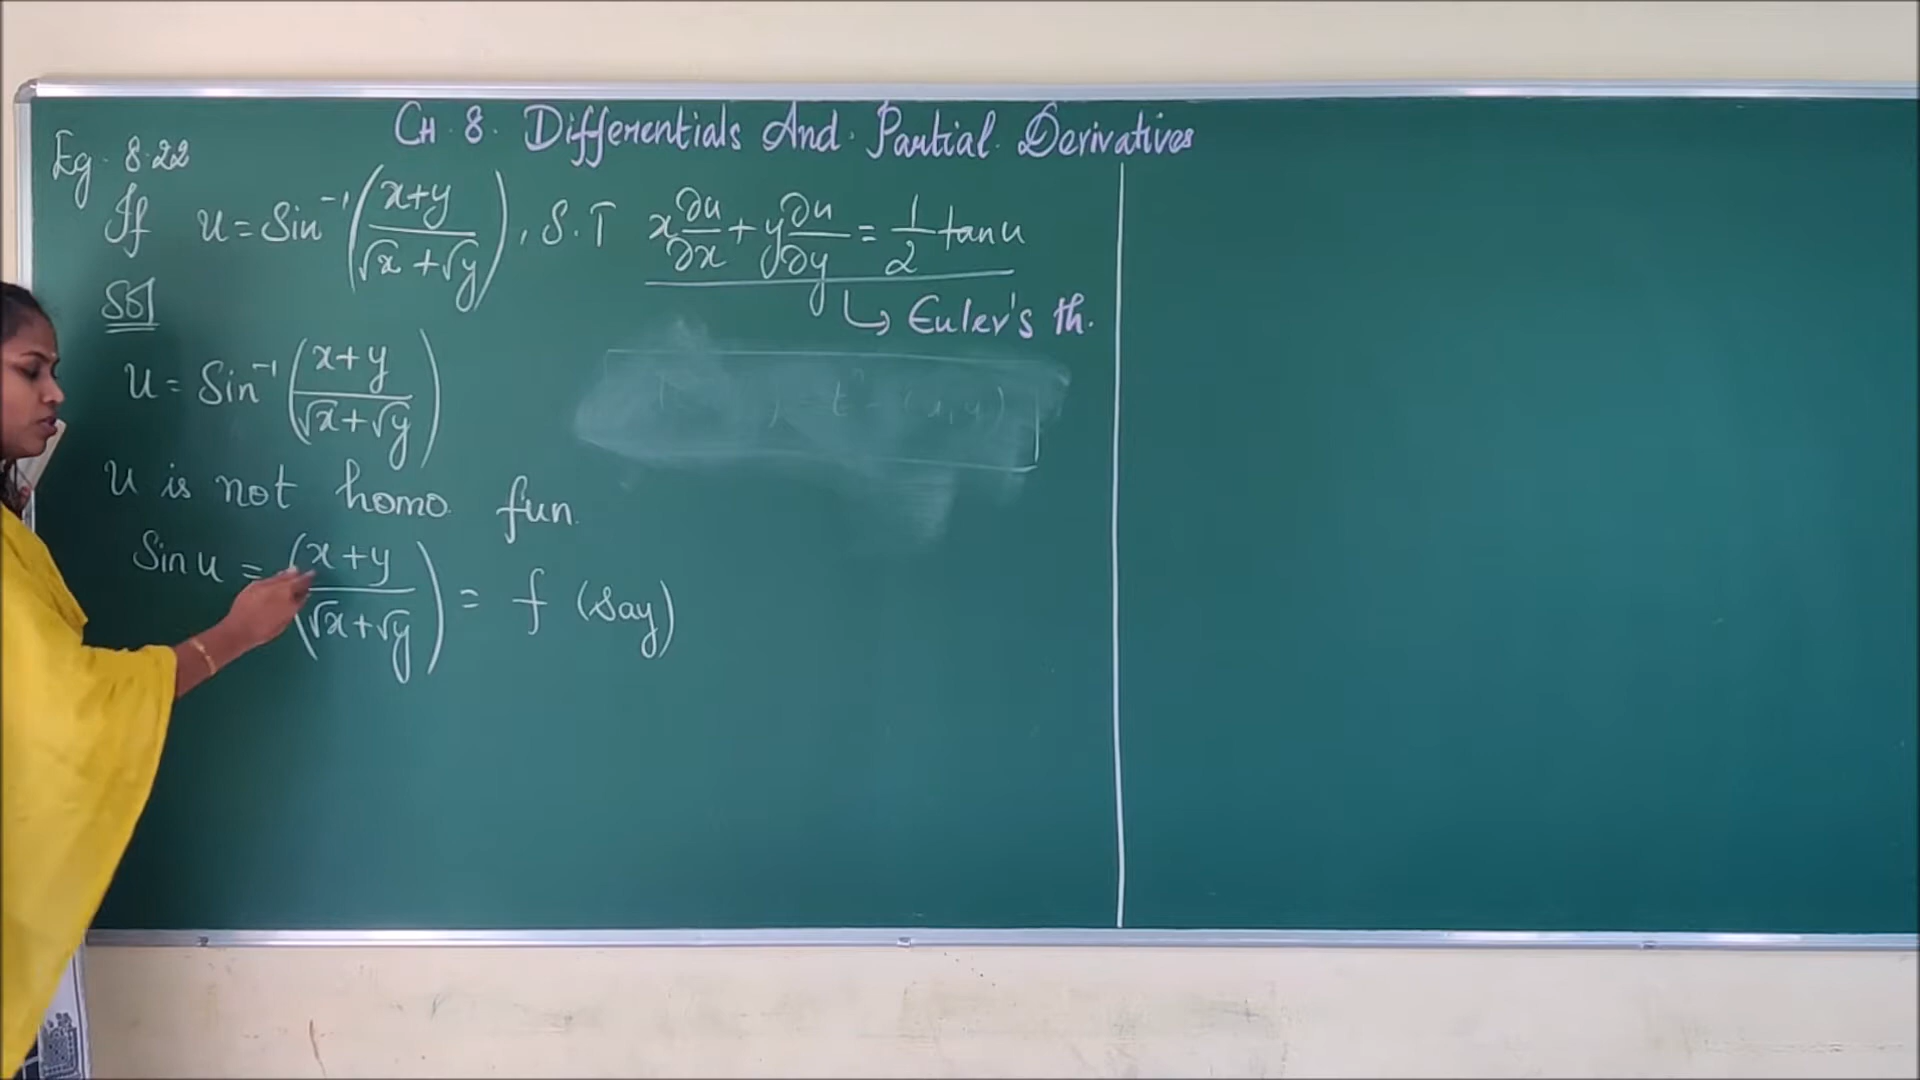 CH. 8. Differentials And Partial Derivatives
Eg. 8.22
If u = Sin⁻¹((x+y)/(√x+√y)), S.T x ∂u/∂x + y ∂u/∂y = 1/2 tan u
Sol
↳ Euler's th.
u = Sin⁻¹((x+y)/(√x+√y))
u is not homo. fun.
Sin u = ((x+y)/(√x+√y)) = f (say)